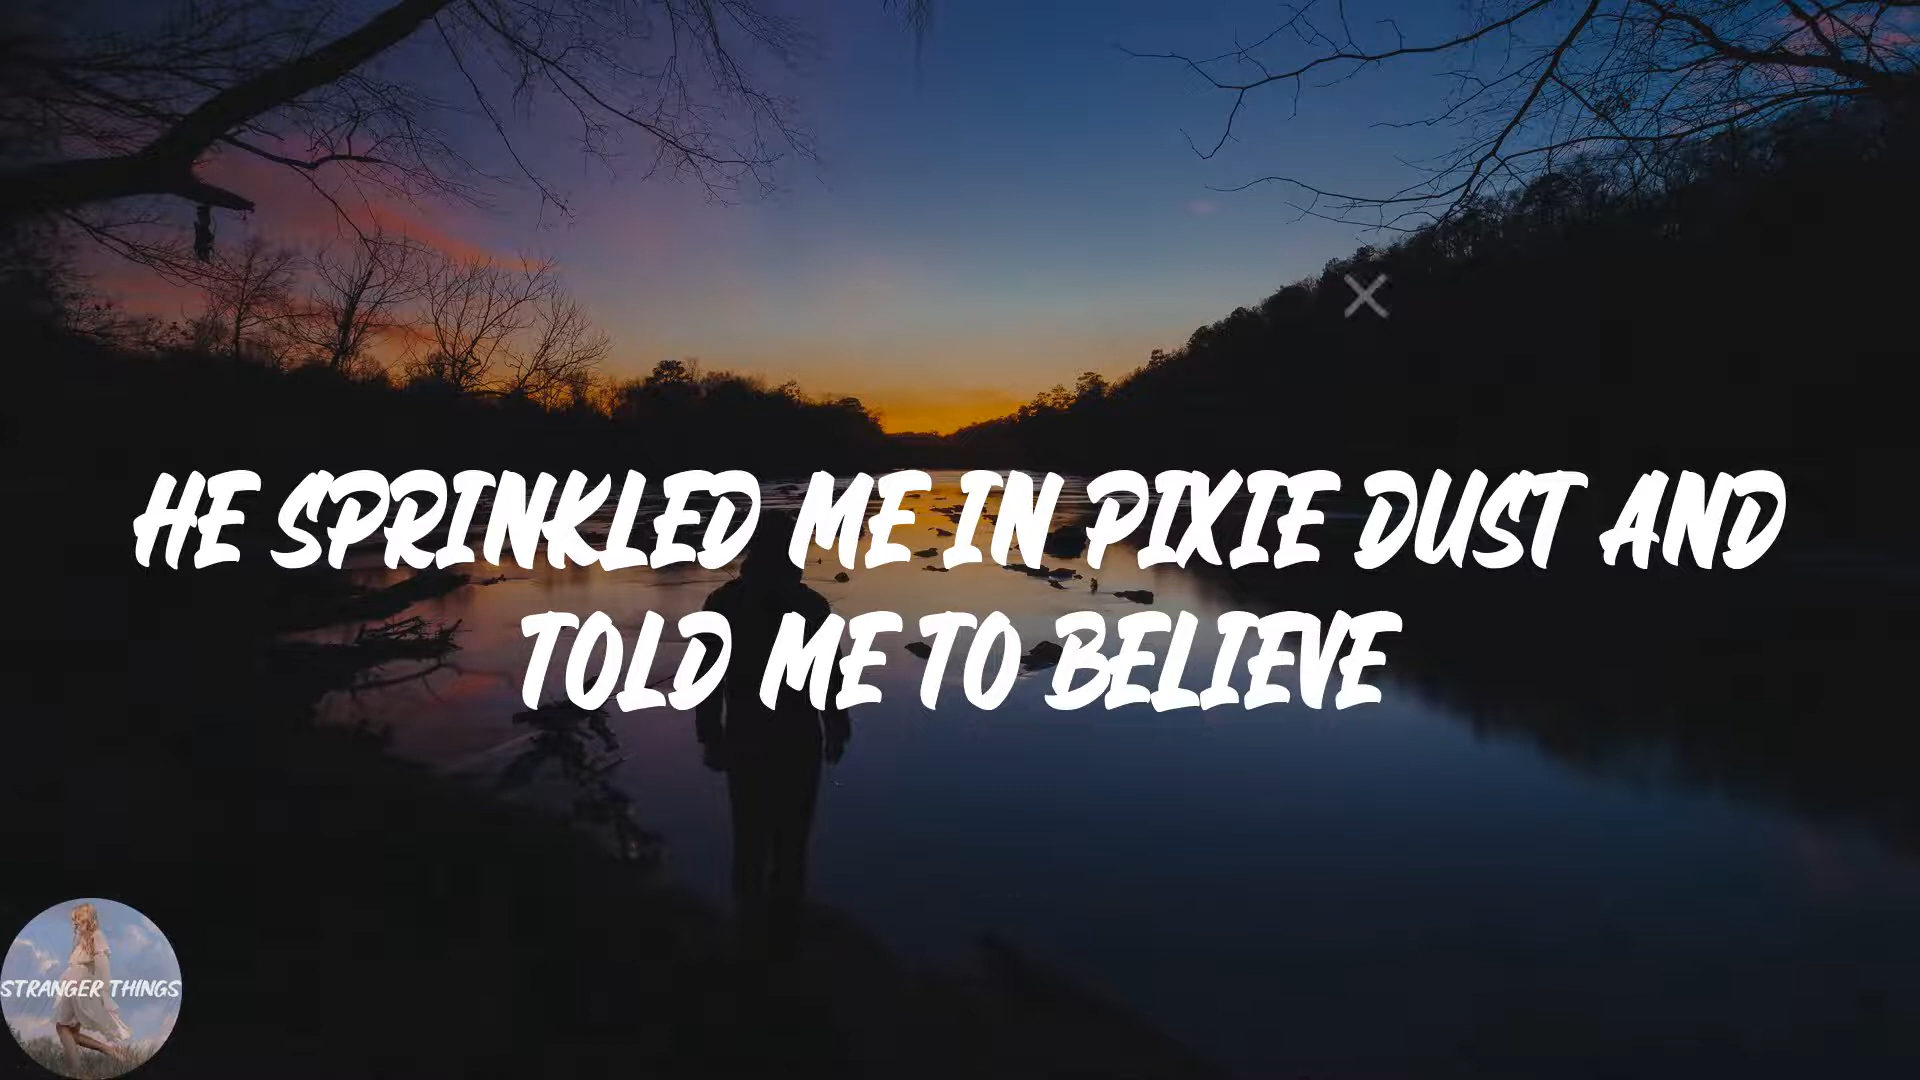 HE SPRINKLED ME IN PIXIE DUST AND
TOLD ME TO BELIEVE
STRANGER THINGS